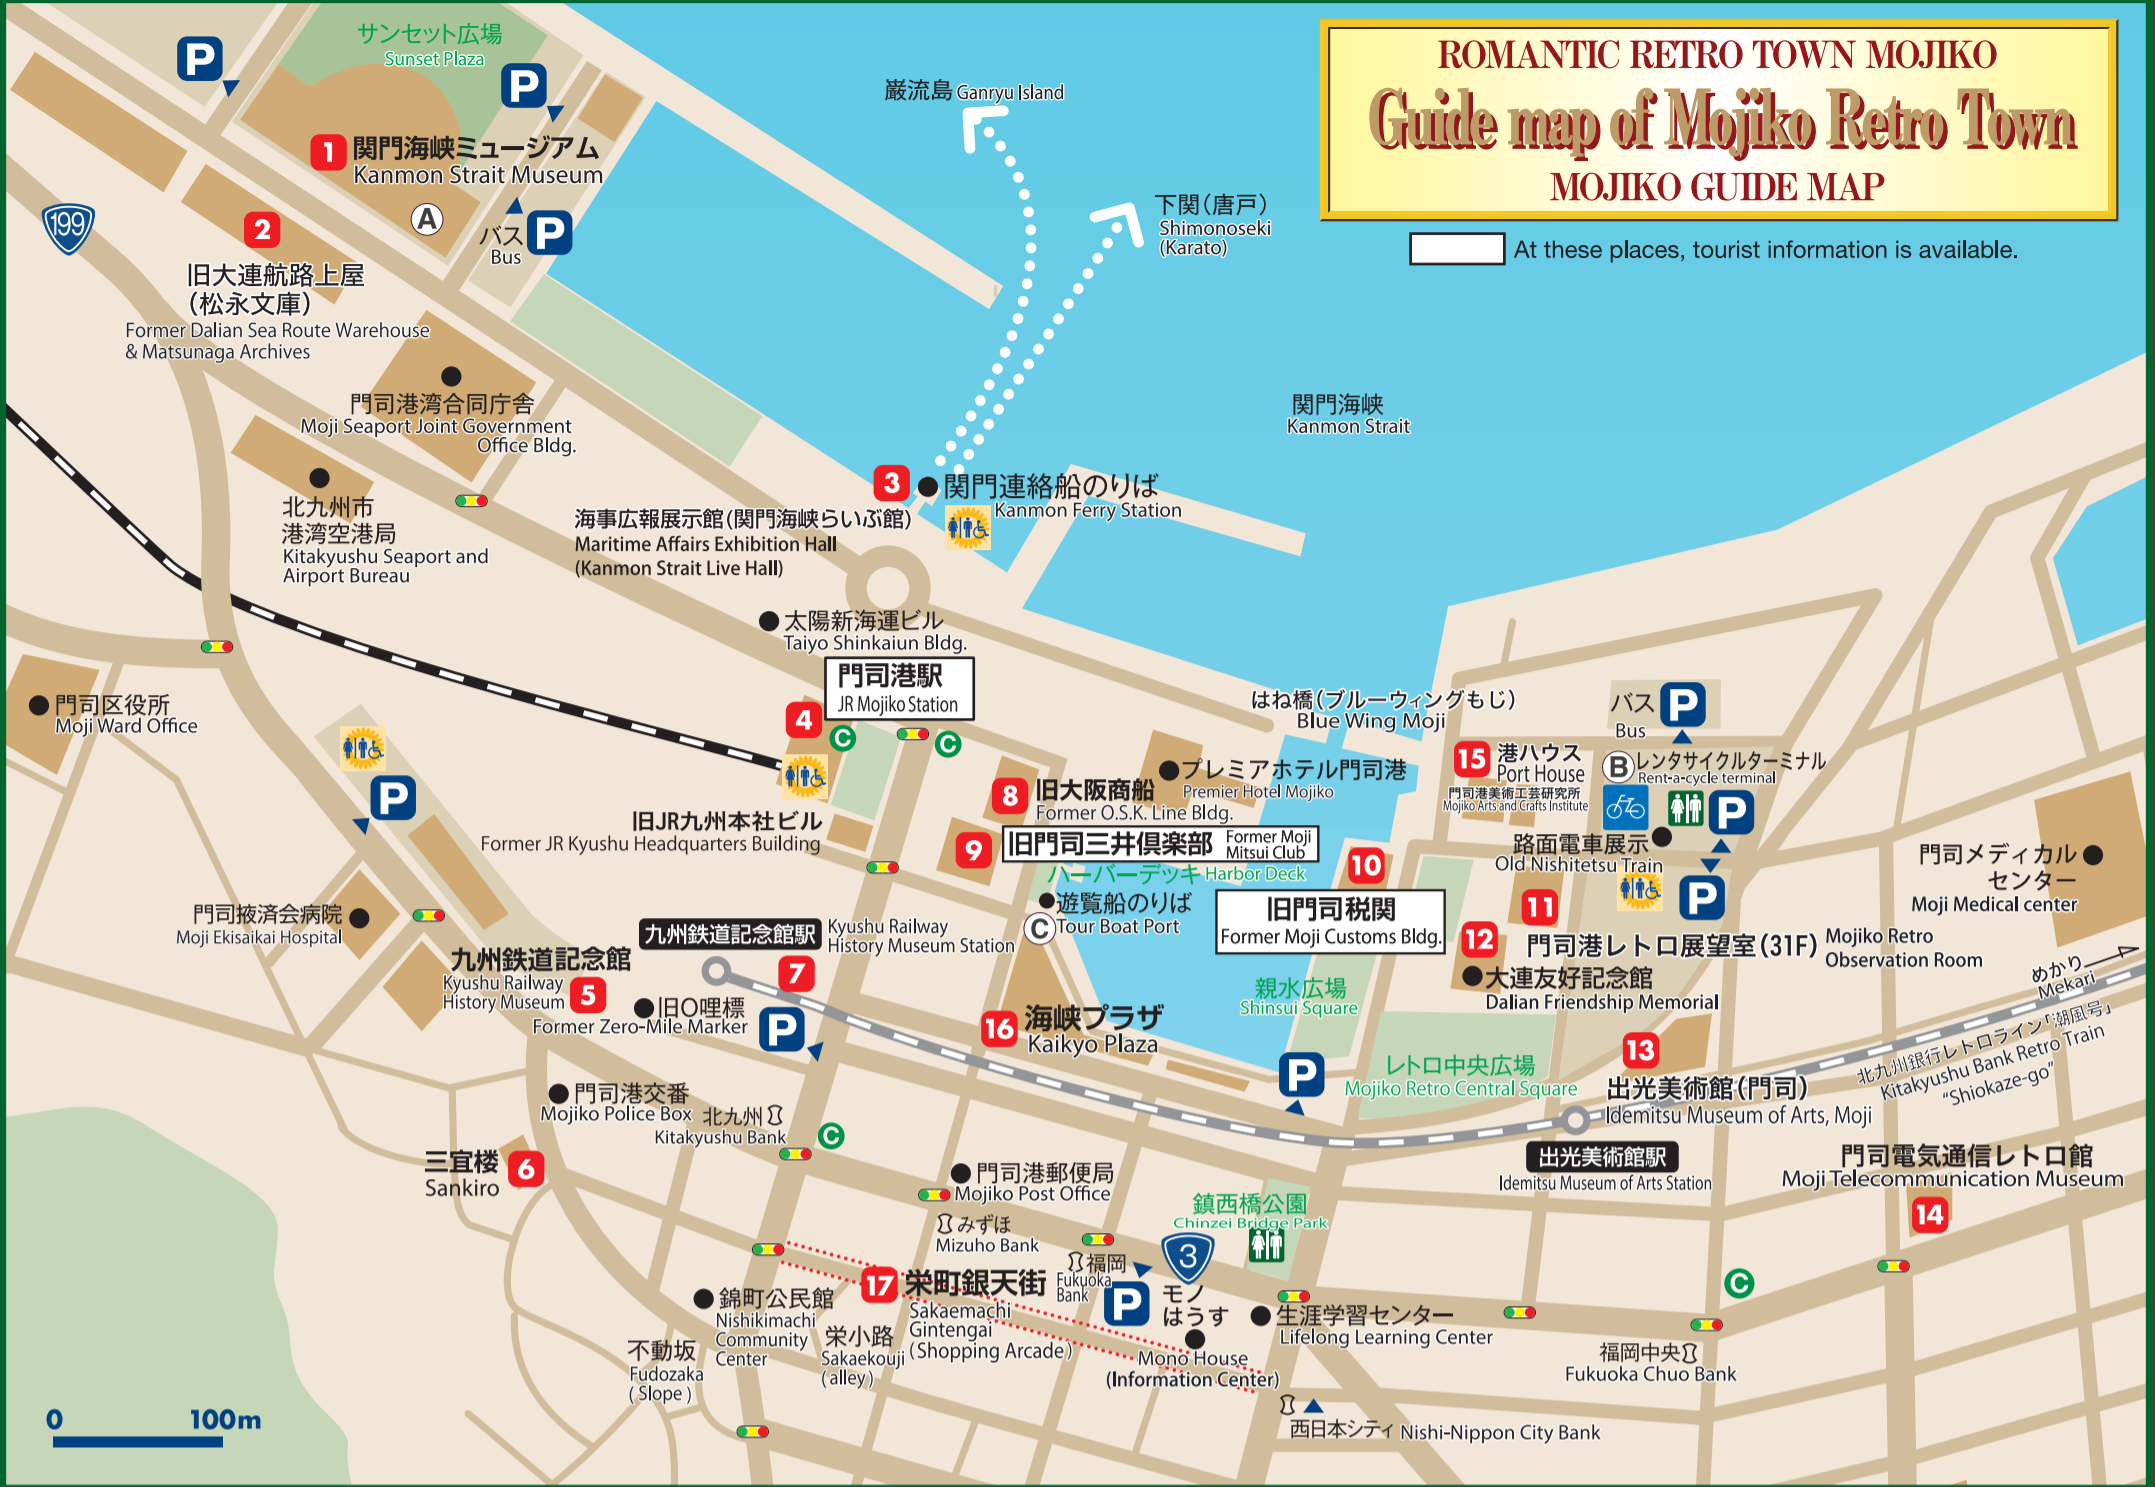 ROMANTIC RETRO TOWN MOJIKO
Guide map of Mojiko Retro Town
MOJIKO GUIDE MAP
At these places, tourist information is available.
サンセット広場
Sunset Plaza
P
P
1
関門海峡ミュージアム
Kanmon Strait Museum
A
バス
Bus
P
199
2
旧大連航路上屋
(松永文庫)
Former Dalian Sea Route Warehouse
& Matsunaga Archives
巌流島 Ganryu Island
下関(唐戸)
Shimonoseki
(Karato)
門司港湾合同庁舎
Moji Seaport Joint Government
Office Bldg.
関門海峡
Kanmon Strait
北九州市
港湾空港局
Kitakyushu Seaport and
Airport Bureau
3
関門連絡船のりば
Kanmon Ferry Station
海事広報展示館(関門海峡らいぶ館)
Maritime Affairs Exhibition Hall
(Kanmon Strait Live Hall)
太陽新海運ビル
Taiyo Shinkaiun Bldg.
門司港駅
JR Mojiko Station
4
C
C
門司区役所
Moji Ward Office
P
はね橋(ブルーウィングもじ)
Blue Wing Moji
バス
Bus
P
15
港ハウス
Port House
門司港美術工芸研究所
Mojiko Arts and Crafts Institute
B
レンタサイクルターミナル
Rent-a-cycle terminal
P
路面電車展示
Old Nishitetsu Train
P
プレミアホテル門司港
Premier Hotel Mojiko
8
旧大阪商船
Former O.S.K. Line Bldg.
9
旧門司三井倶楽部
Former Moji
Mitsui Club
旧JR九州本社ビル
Former JR Kyushu Headquarters Building
ハーバーデッキ Harbor Deck
遊覧船のりば
C
Tour Boat Port
10
旧門司税関
Former Moji Customs Bldg.
11
門司港レトロ展望室(31F)
Mojiko Retro
Observation Room
12
大連友好記念館
Dalian Friendship Memorial
門司メディカル
センター
Moji Medical center
めかり
Mekari
門司掖済会病院
Moji Ekisaikai Hospital
九州鉄道記念館駅
Kyushu Railway
History Museum Station
7
九州鉄道記念館
Kyushu Railway
History Museum
5
旧0哩標
Former Zero-Mile Marker
P
16
海峡プラザ
Kaikyo Plaza
親水広場
Shinsui Square
P
レトロ中央広場
Mojiko Retro Central Square
13
出光美術館(門司)
Idemitsu Museum of Arts, Moji
北九州銀行レトロライン「潮風号」
Kitakyushu Bank Retro Train
"Shiokaze-go"
出光美術館駅
Idemitsu Museum of Arts Station
門司港交番
Mojiko Police Box
北九州
Kitakyushu Bank
C
三宜楼
Sankiro
6
門司港郵便局
Mojiko Post Office
みずほ
Mizuho Bank
鎮西橋公園
Chinzei Bridge Park
3
門司電気通信レトロ館
Moji Telecommunication Museum
14
福岡
Fukuoka
Bank
P
モノ
はうす
Mono House
(Information Center)
17
栄町銀天街
Sakaemachi
Gintengai
(Shopping Arcade)
錦町公民館
Nishikimachi
Community
Center
不動坂
Fudozaka
(Slope)
栄小路
Sakaekouji
(alley)
生涯学習センター
Lifelong Learning Center
C
福岡中央
Fukuoka Chuo Bank
西日本シティ Nishi-Nippon City Bank
0 100m